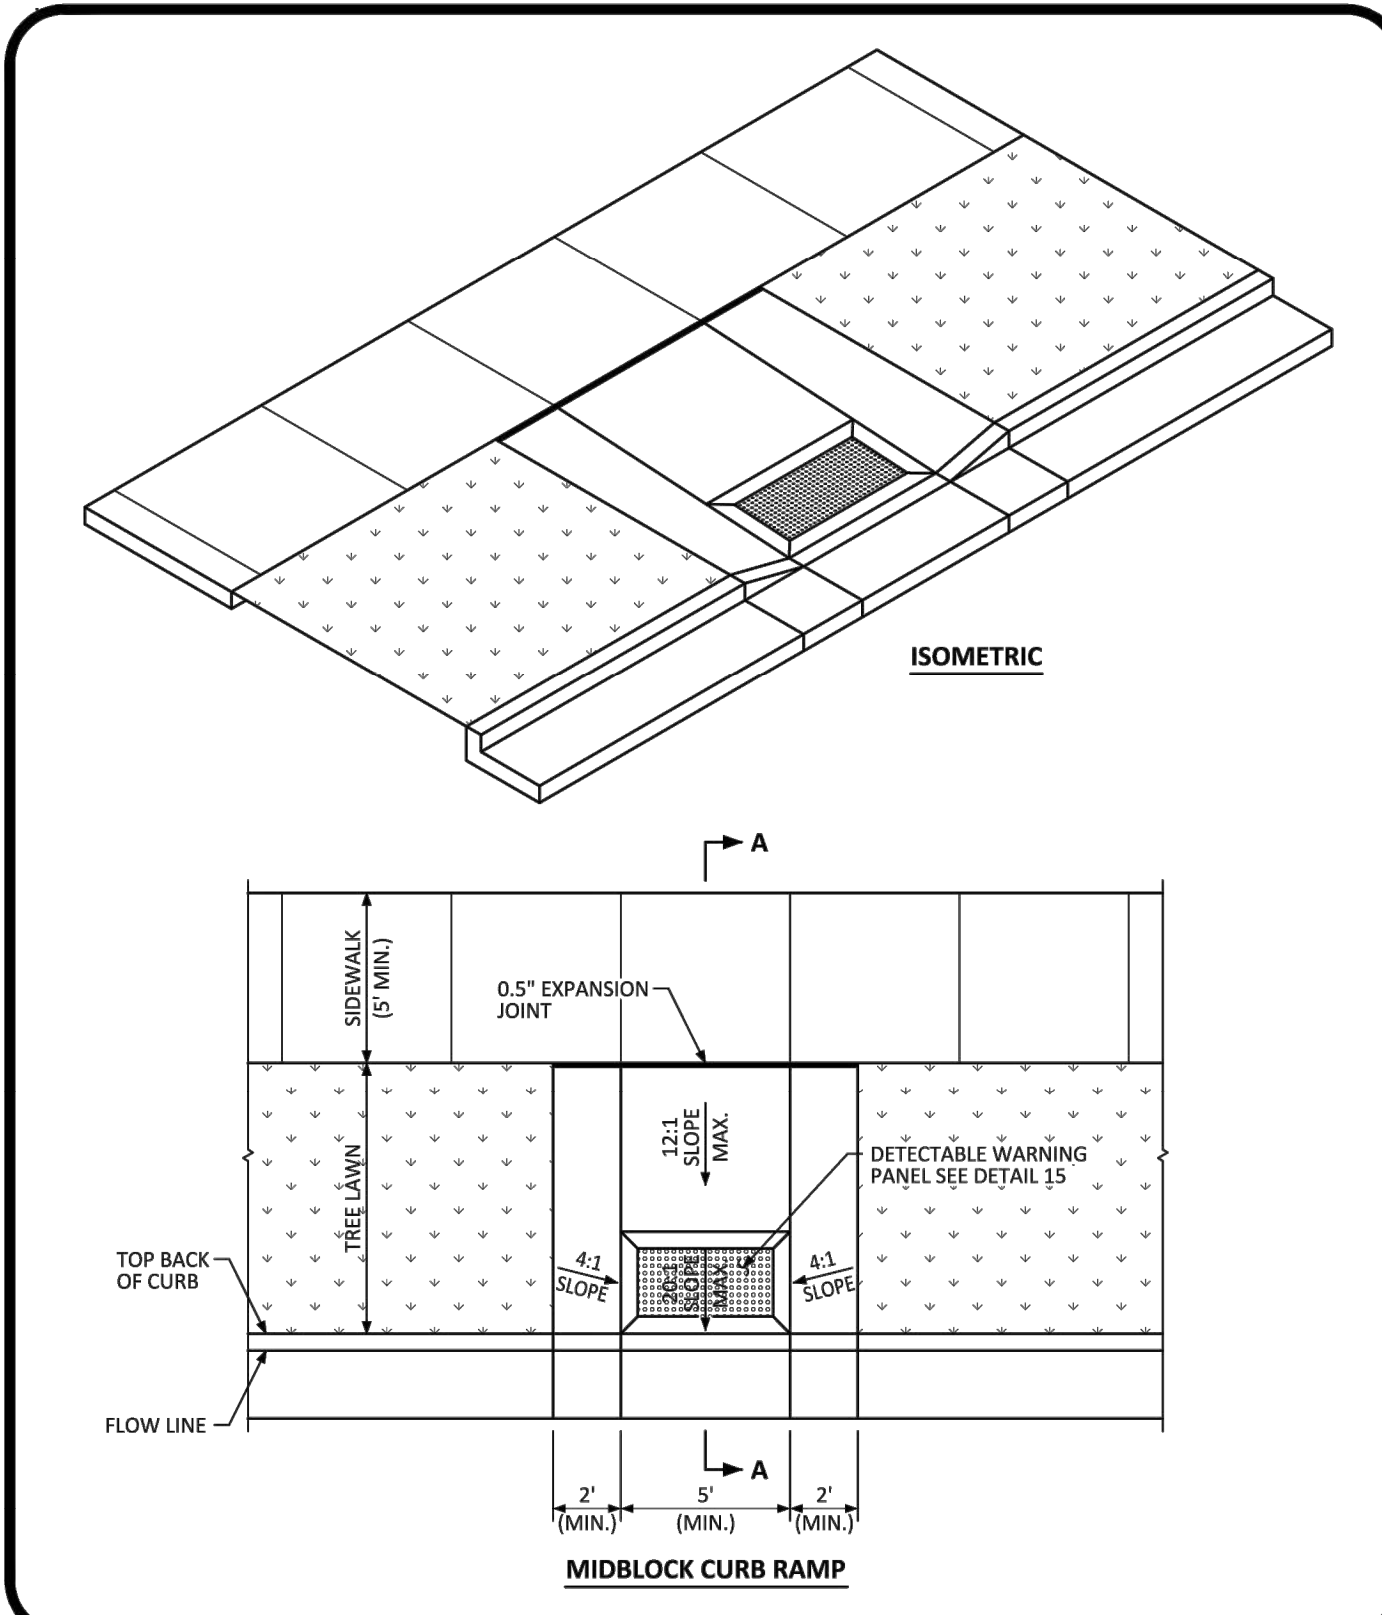 ISOMETRIC
A
SIDEWALK
(5' MIN.)
0.5" EXPANSION
JOINT
12:1
SLOPE
MAX.
DETECTABLE WARNING
PANEL SEE DETAIL 15
TREE LAWN
TOP BACK
OF CURB
4:1
SLOPE
20:1
SLOPE
MAX.
4:1
SLOPE
FLOW LINE
A
2'
(MIN.)
5'
(MIN.)
2'
(MIN.)
MIDBLOCK CURB RAMP